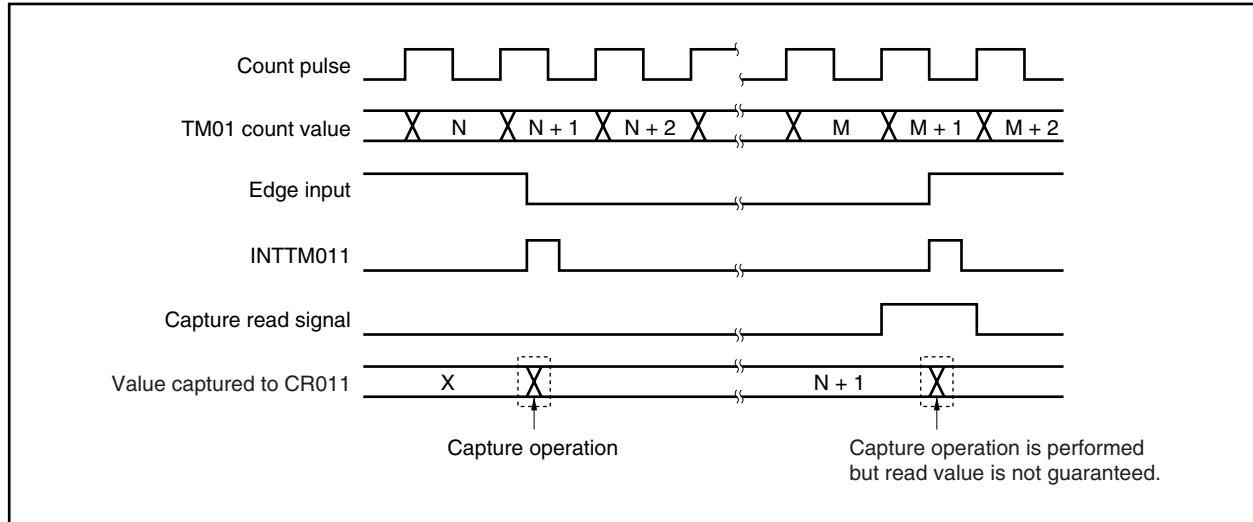 Count pulse
TM01 count value
N
N + 1
N + 2
M
M + 1
M + 2
Edge input
INTTM011
Capture read signal
Value captured to CR011
X
N + 1
Capture operation
Capture operation is performed
but read value is not guaranteed.